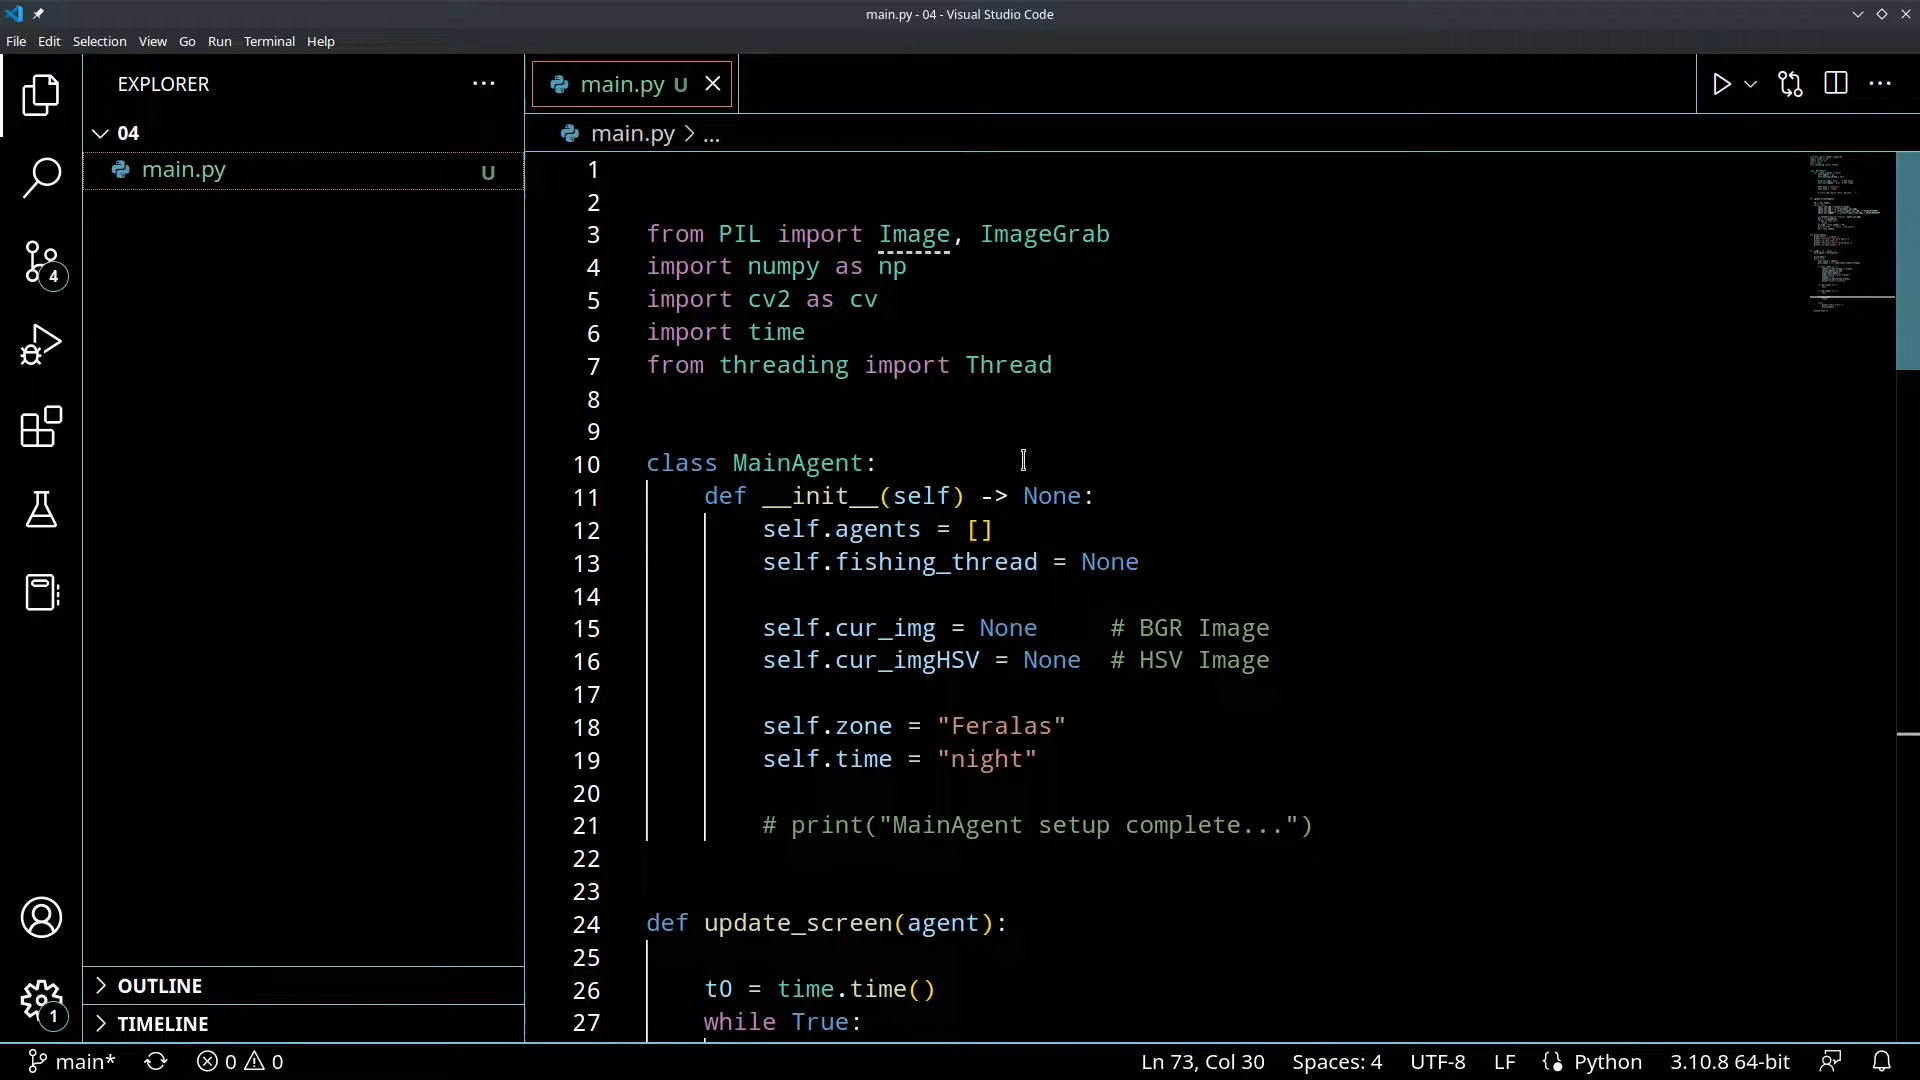 main.py - 04 - Visual Studio Code
File Edit Selection View Go Run Terminal Help
EXPLORER
04
main.py U
OUTLINE
TIMELINE
4
1
main.py U
main.py > ...
1
2
3 from PIL import Image, ImageGrab
4 import numpy as np
5 import cv2 as cv
6 import time
7 from threading import Thread
8
9
10 class MainAgent:
11 def __init__(self) -> None:
12 self.agents = []
13 self.fishing_thread = None
14
15 self.cur_img = None # BGR Image
16 self.cur_imgHSV = None # HSV Image
17
18 self.zone = "Feralas"
19 self.time = "night"
20
21 # print("MainAgent setup complete...")
22
23
24 def update_screen(agent):
25
26 t0 = time.time()
27 while True:
main* 0 0 Ln 73, Col 30 Spaces: 4 UTF-8 LF Python 3.10.8 64-bit